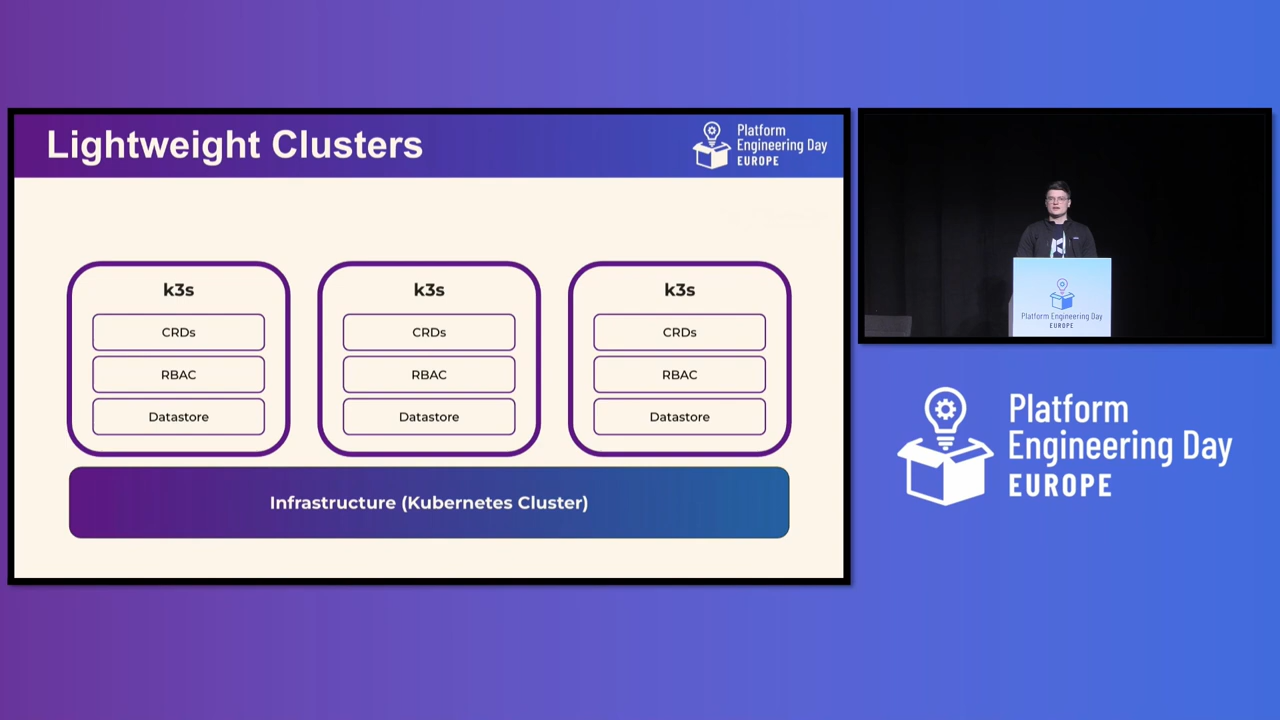 Lightweight Clusters
Platform
Engineering Day
EUROPE
k3s
CRDs
RBAC
Datastore
k3s
CRDs
RBAC
Datastore
k3s
CRDs
RBAC
Datastore
Infrastructure (Kubernetes Cluster)
Platform Engineering Day
EUROPE
Platform
Engineering Day
EUROPE